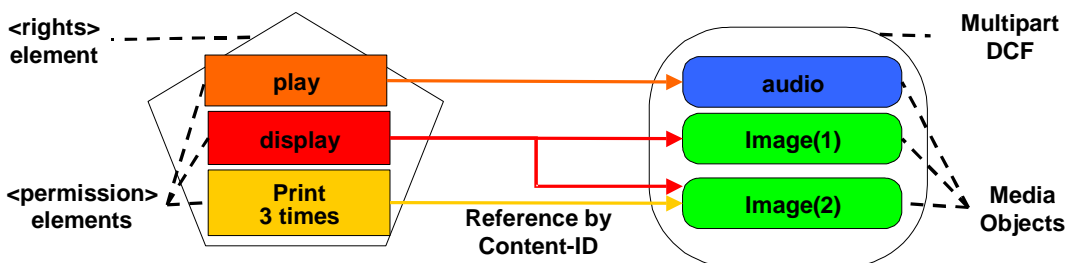 <rights>
element
play
display
Print
3 times
<permission>
elements
Reference by
Content-ID
Multipart
DCF
audio
Image(1)
Image(2)
Media
Objects